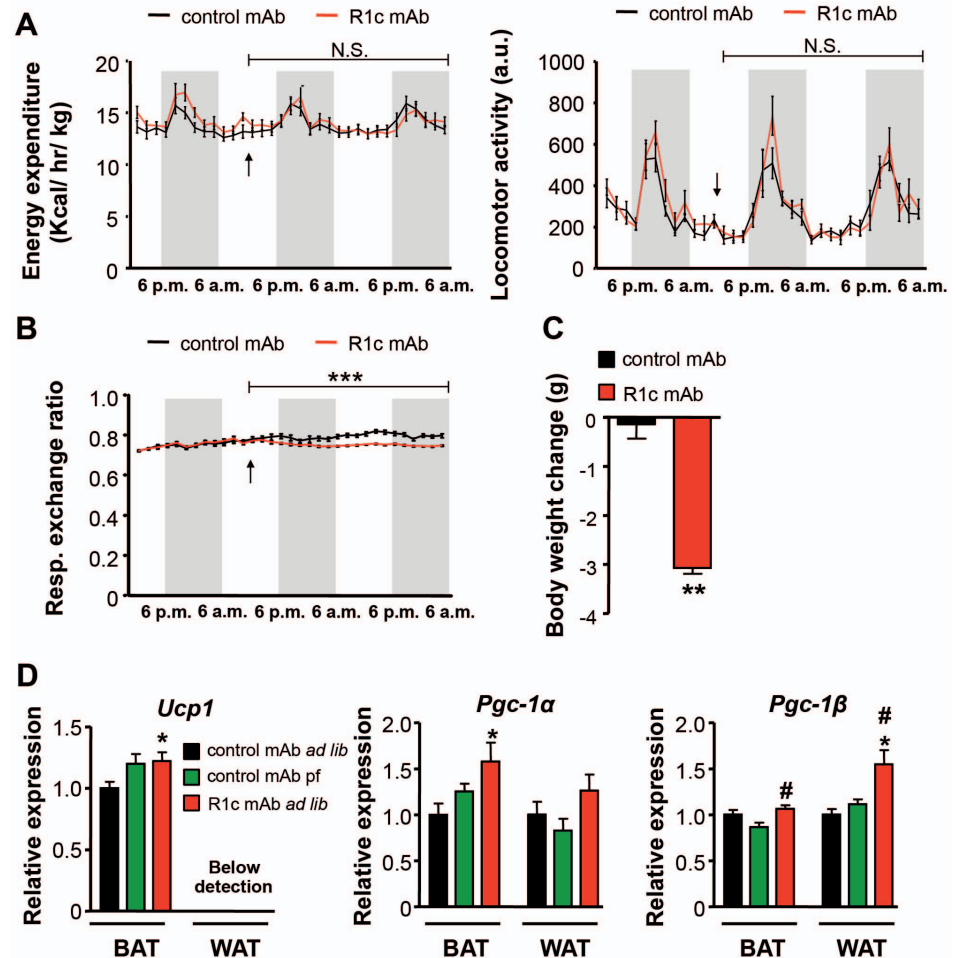 A
control mAb
R1c mAb
N.S.
Energy expenditure
(Kcal/ hr/ kg)
20
15
10
5
0
6 p.m. 6 a.m. 6 p.m. 6 a.m. 6 p.m. 6 a.m.
control mAb
R1c mAb
N.S.
Locomotor activity (a.u.)
1000
800
600
400
200
0
6 p.m. 6 a.m. 6 p.m. 6 a.m. 6 p.m. 6 a.m.
B
control mAb
R1c mAb
***
Resp. exchange ratio
1.0
0.8
0.6
0.4
0.2
0
6 p.m. 6 a.m. 6 p.m. 6 a.m. 6 p.m. 6 a.m.
C
control mAb
R1c mAb
Body weight change (g)
0
-1
-2
-3
-4
**
D
Ucp1
Relative expression
1.5
1.0
0.5
0
*
control mAb ad lib
control mAb pf
R1c mAb ad lib
Below
detection
BAT WAT
Pgc-1α
Relative expression
2.0
1.5
1.0
0.5
0
*
BAT WAT
Pgc-1β
Relative expression
2.0
1.5
1.0
0.5
0
#
#
*
BAT WAT